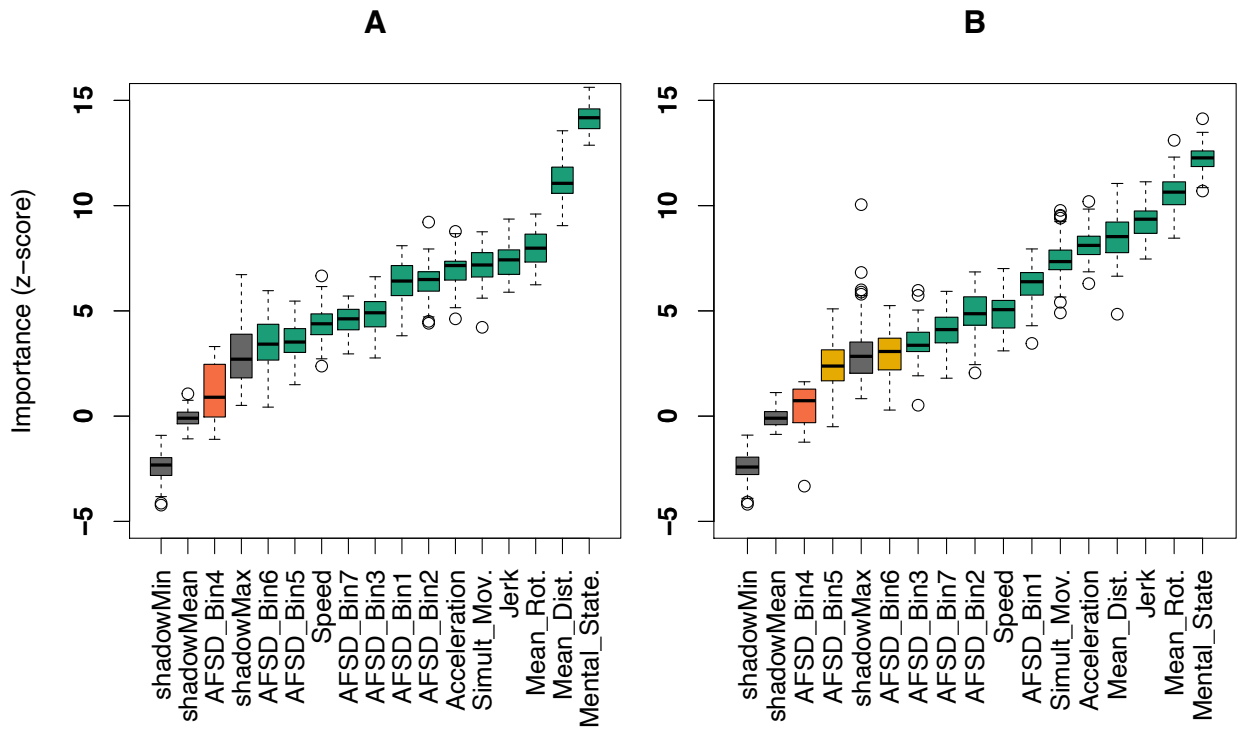 A
B
Importance (z−score)
15
10
5
0
−5
shadowMin
shadowMean
AFSD_Bin4
shadowMax
AFSD_Bin6
AFSD_Bin5
Speed
AFSD_Bin7
AFSD_Bin3
AFSD_Bin1
AFSD_Bin2
Acceleration
Simult_Mov.
Jerk
Mean_Rot.
Mean_Dist.
Mental_State.
15
10
5
0
−5
shadowMin
shadowMean
AFSD_Bin4
AFSD_Bin5
shadowMax
AFSD_Bin6
AFSD_Bin3
AFSD_Bin7
AFSD_Bin2
Speed
AFSD_Bin1
Simult_Mov.
Acceleration
Mean_Dist.
Jerk
Mean_Rot.
Mental_State